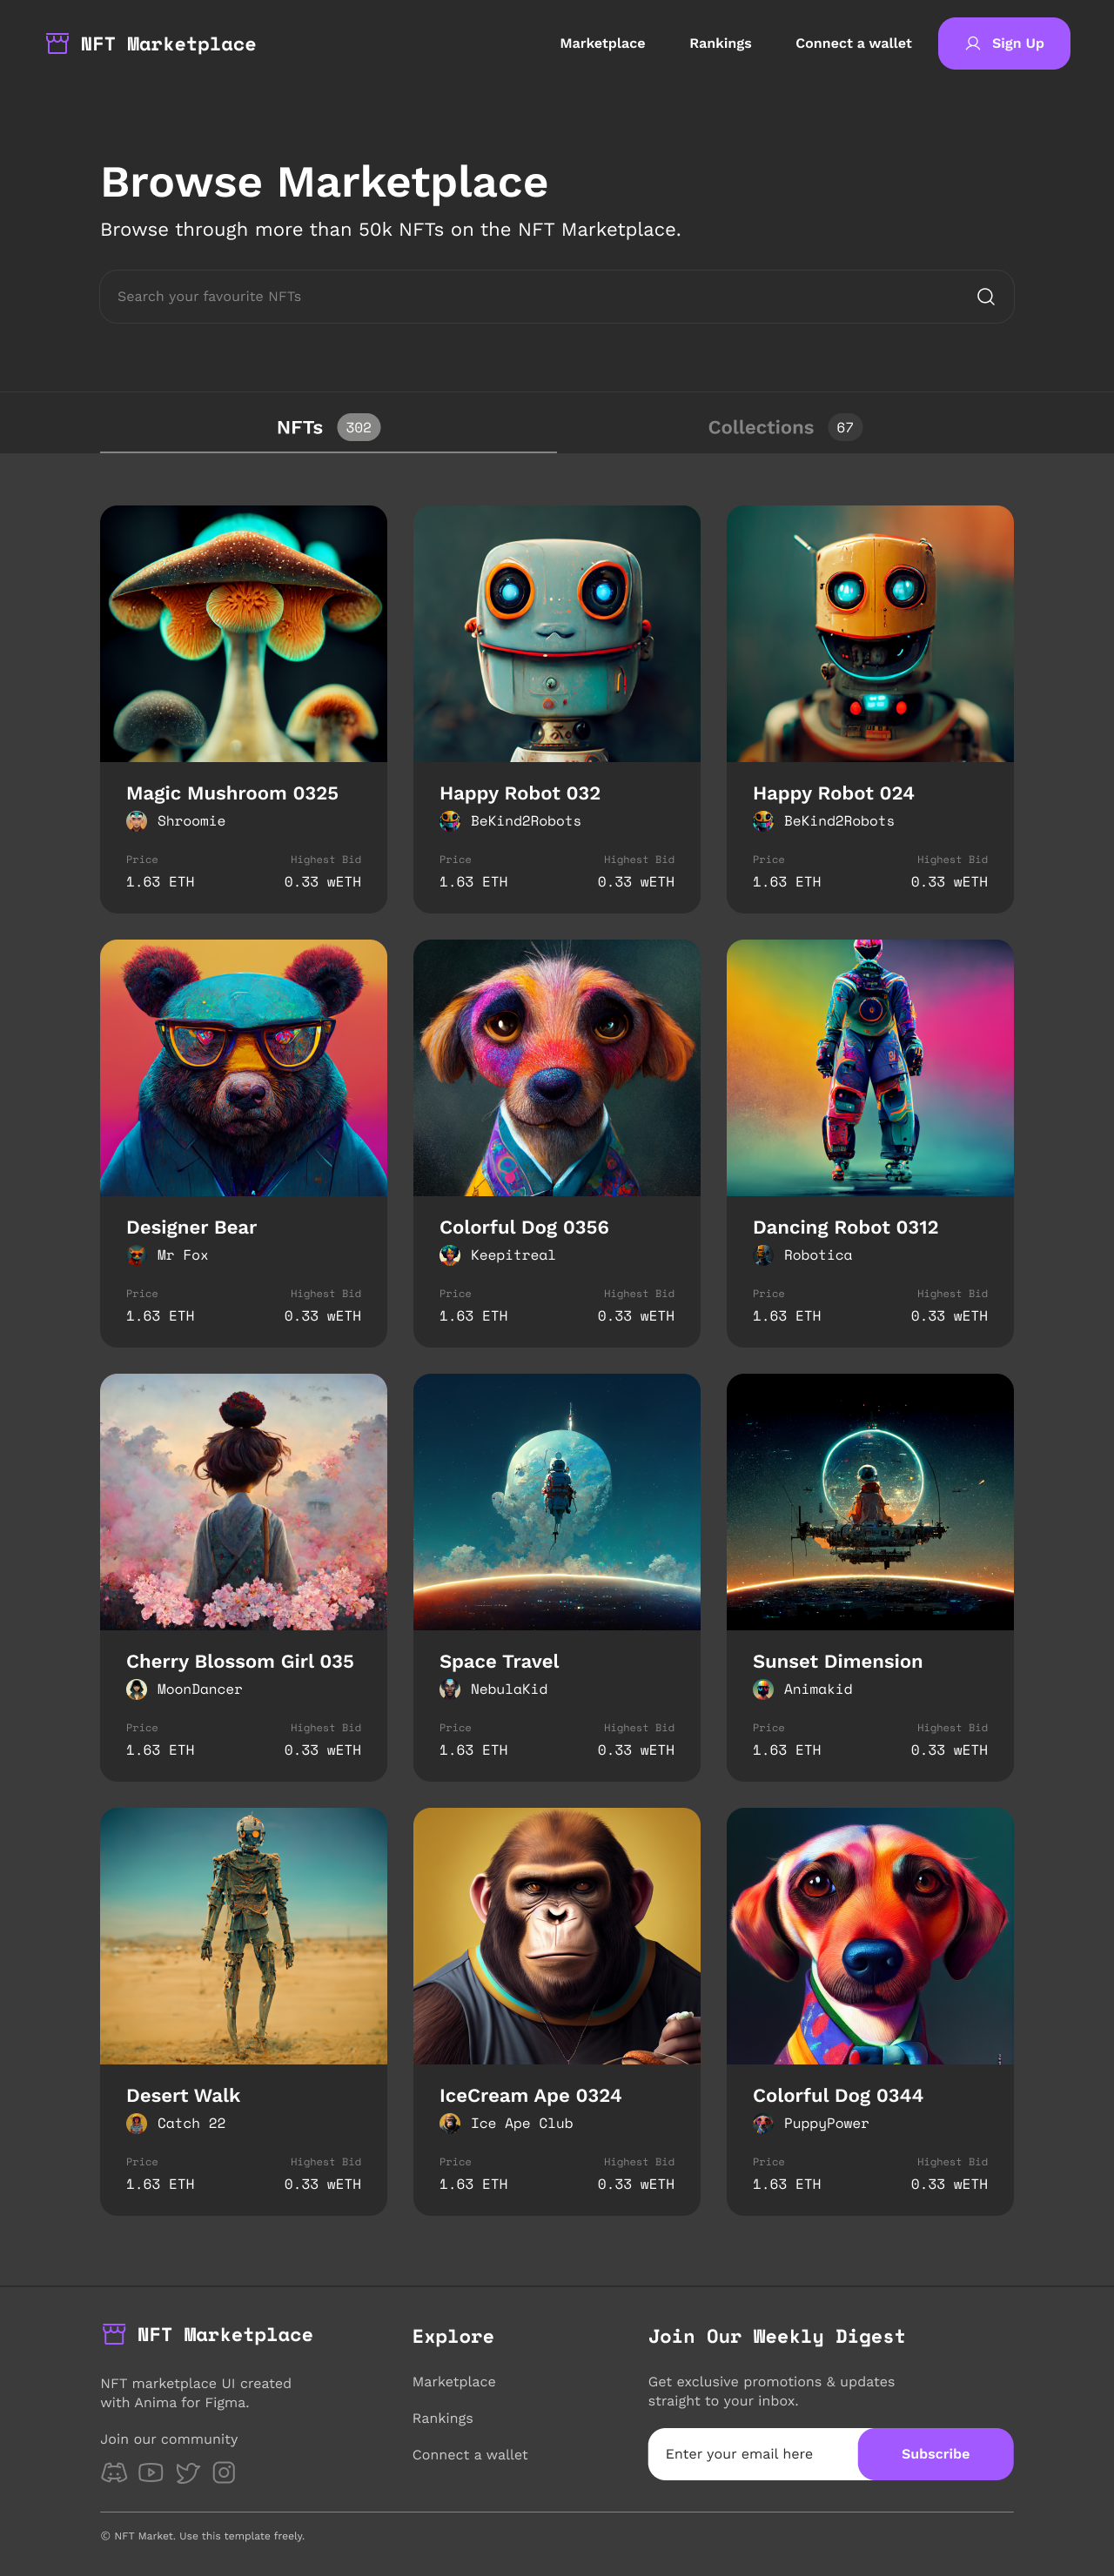 NFT Marketplace
Marketplace
Rankings
Connect a wallet
Sign Up
Browse Marketplace
Browse through more than 50k NFTs on the NFT Marketplace.
Search your favourite NFTs
NFTs 302
Collections 67
Magic Mushroom 0325
Shroomie
Price Highest Bid
1.63 ETH 0.33 wETH
Happy Robot 032
BeKind2Robots
Price Highest Bid
1.63 ETH 0.33 wETH
Happy Robot 024
BeKind2Robots
Price Highest Bid
1.63 ETH 0.33 wETH
Designer Bear
Mr Fox
Price Highest Bid
1.63 ETH 0.33 wETH
Colorful Dog 0356
Keepitreal
Price Highest Bid
1.63 ETH 0.33 wETH
Dancing Robot 0312
Robotica
Price Highest Bid
1.63 ETH 0.33 wETH
Cherry Blossom Girl 035
MoonDancer
Price Highest Bid
1.63 ETH 0.33 wETH
Space Travel
NebulaKid
Price Highest Bid
1.63 ETH 0.33 wETH
Sunset Dimension
Animakid
Price Highest Bid
1.63 ETH 0.33 wETH
Desert Walk
Catch 22
Price Highest Bid
1.63 ETH 0.33 wETH
IceCream Ape 0324
Ice Ape Club
Price Highest Bid
1.63 ETH 0.33 wETH
Colorful Dog 0344
PuppyPower
Price Highest Bid
1.63 ETH 0.33 wETH
NFT Marketplace
NFT marketplace UI created
with Anima for Figma.
Join our community
Explore
Marketplace
Rankings
Connect a wallet
Join Our Weekly Digest
Get exclusive promotions & updates
straight to your inbox.
Enter your email here
Subscribe
© NFT Market. Use this template freely.